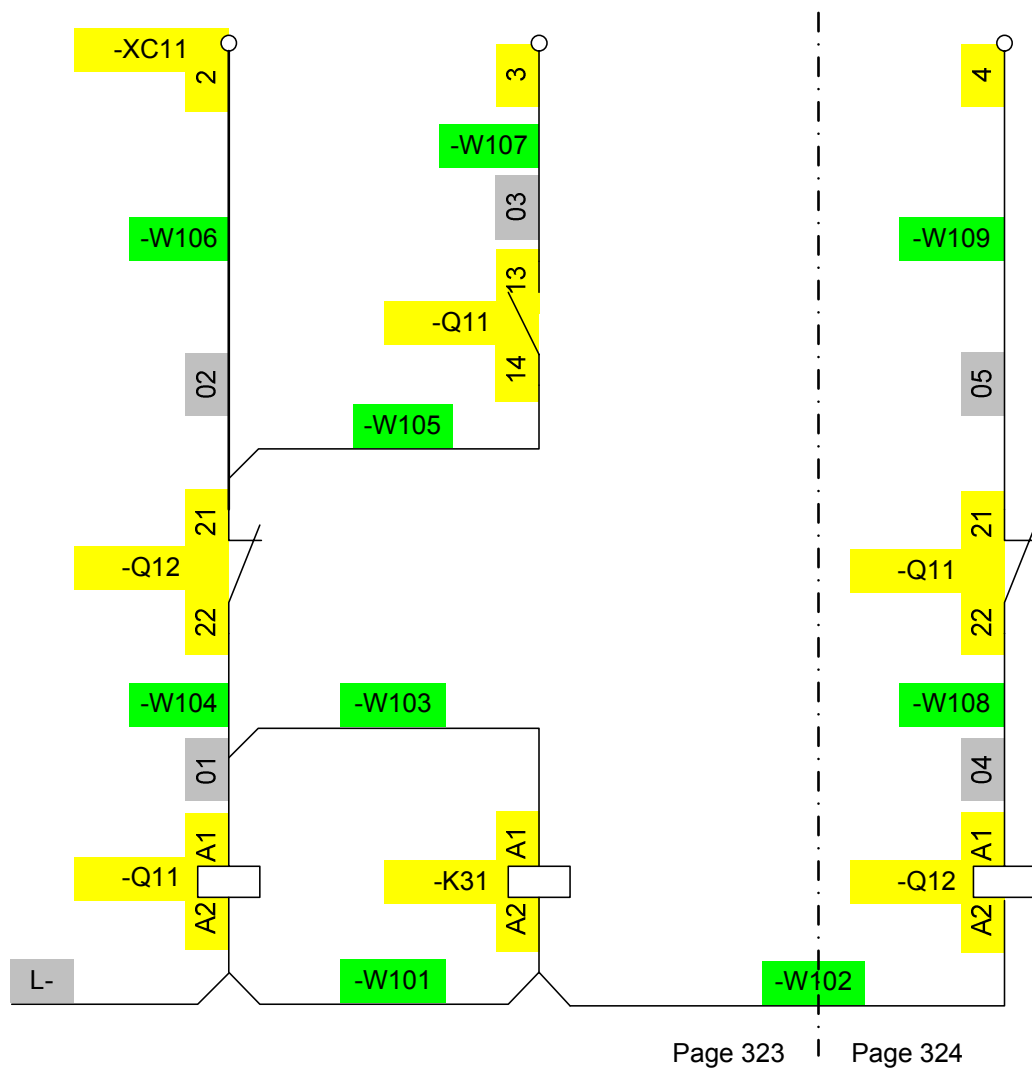 -XC11
2
3
4
-W107
03
-W106
-W109
13
-Q11
14
02
05
-W105
21
-Q12
22
21
-Q11
22
-W104
-W103
-W108
01
04
A1
-Q11
A2
A1
-K31
A2
A1
-Q12
A2
L-
-W101
-W102
Page 323
Page 324